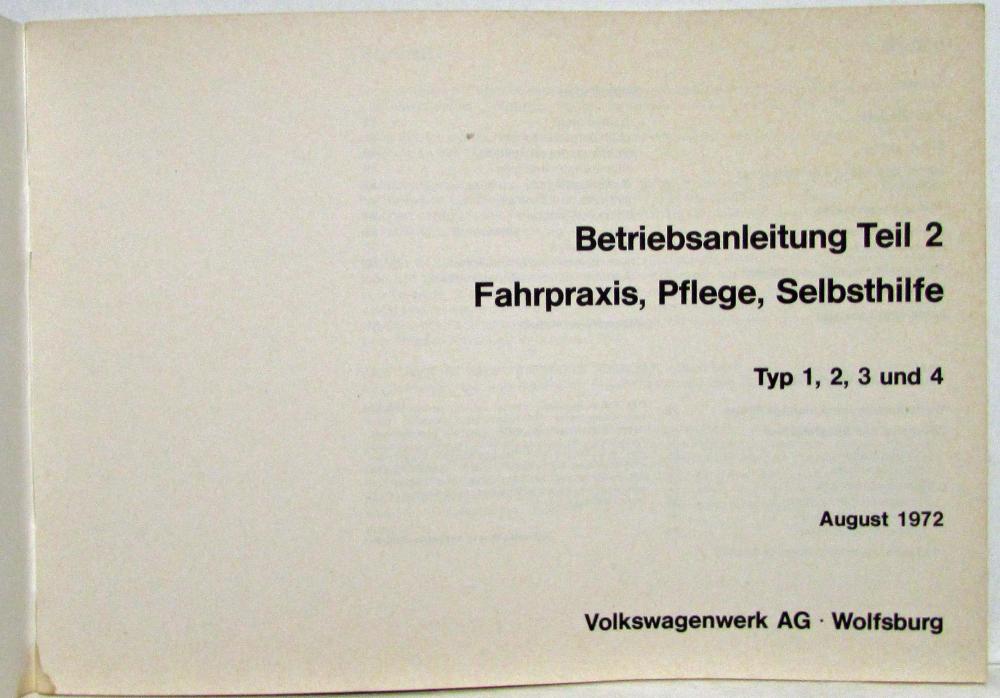 Betriebsanleitung Teil 2
Fahrpraxis, Pflege, Selbsthilfe
Typ 1, 2, 3 und 4
August 1972
Volkswagenwerk AG · Wolfsburg